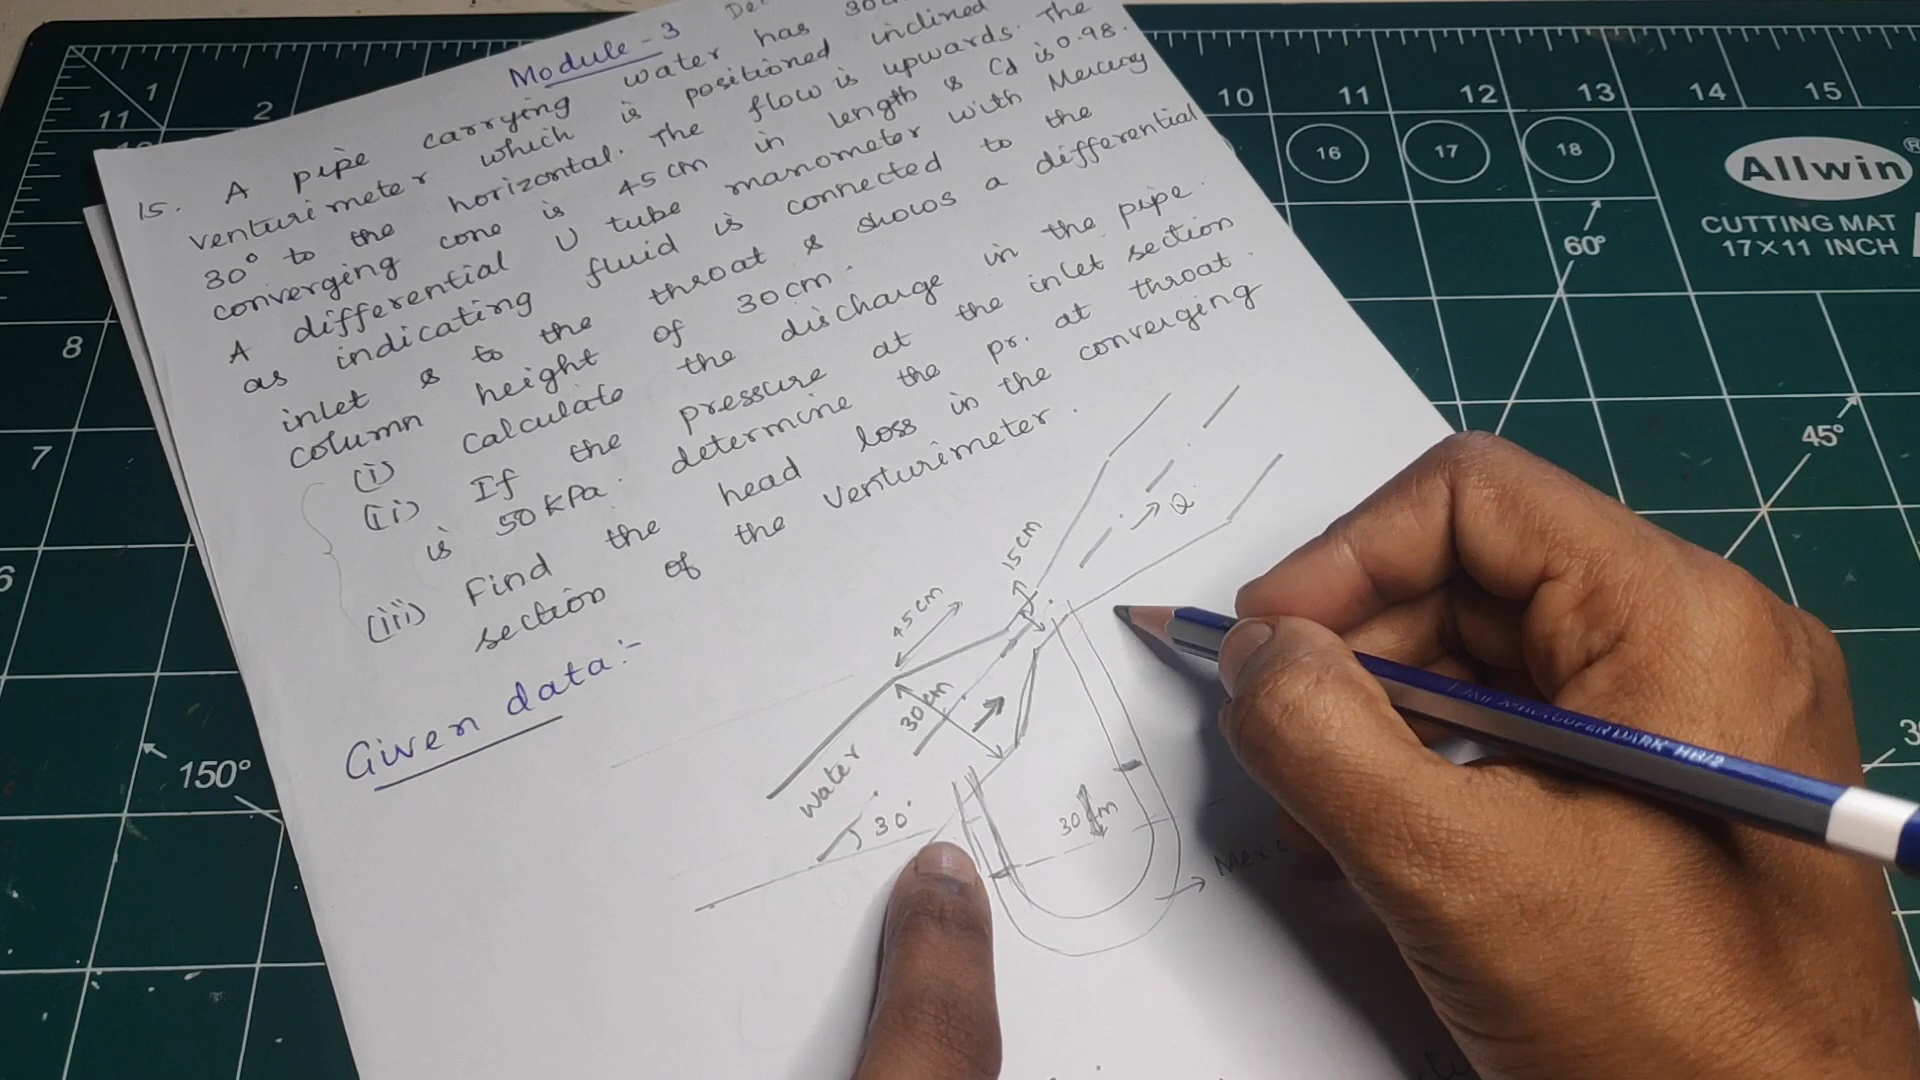 Module - 3
15. A pipe carrying water has
venturimeter which is positioned inclined
30° to the horizontal. The flow is upwards. The
converging cone is 45 cm in length & Cd is 0.98.
A differential U tube manometer with Mercury
as indicating fluid is connected to the
inlet & to the throat & shows a differential
column height of 30 cm.
(i) Calculate the discharge in the pipe.
(ii) If the pressure at the inlet section
is 50 kPa. determine the pr. at throat.
(iii) Find the head loss in the converging
section of the venturimeter.
Given data:-
45 cm
15 cm
Q
30 cm
water
30°
30 cm
1
2
11
8
7
6
150°
10
11
12
13
14
15
16
17
18
60°
45°
Allwin®
CUTTING MAT
17×11 INCH
HB/2